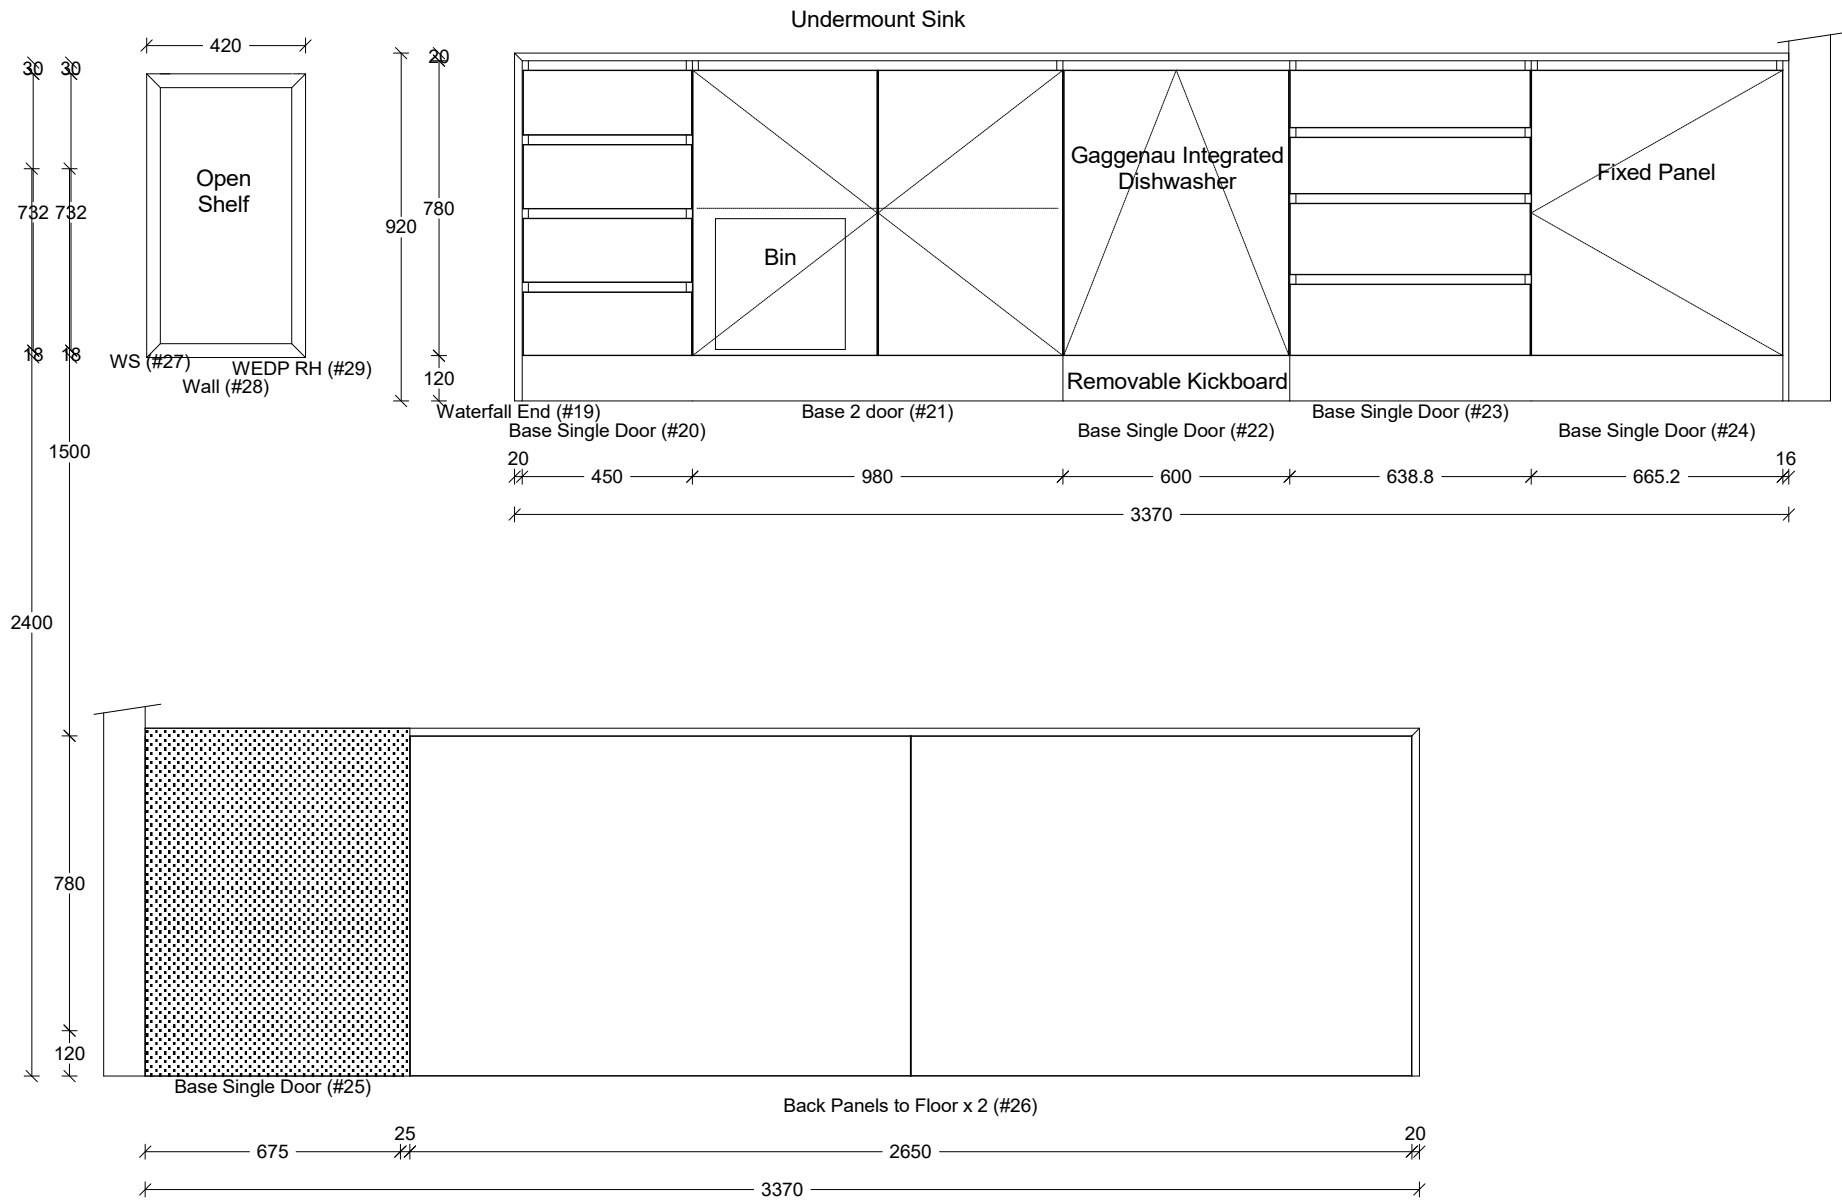 Undermount Sink
420
30
30
20
Open
Shelf
Gaggenau Integrated
Dishwasher
Fixed Panel
732
732
780
920
Bin
18
18
WS (#27)
WEDP RH (#29)
Wall (#28)
120
Removable Kickboard
Waterfall End (#19)
Base 2 door (#21)
Base Single Door (#23)
Base Single Door (#20)
Base Single Door (#22)
Base Single Door (#24)
20
16
450
980
600
638.8
665.2
3370
1500
2400
780
120
Base Single Door (#25)
Back Panels to Floor x 2 (#26)
25
20
675
2650
3370